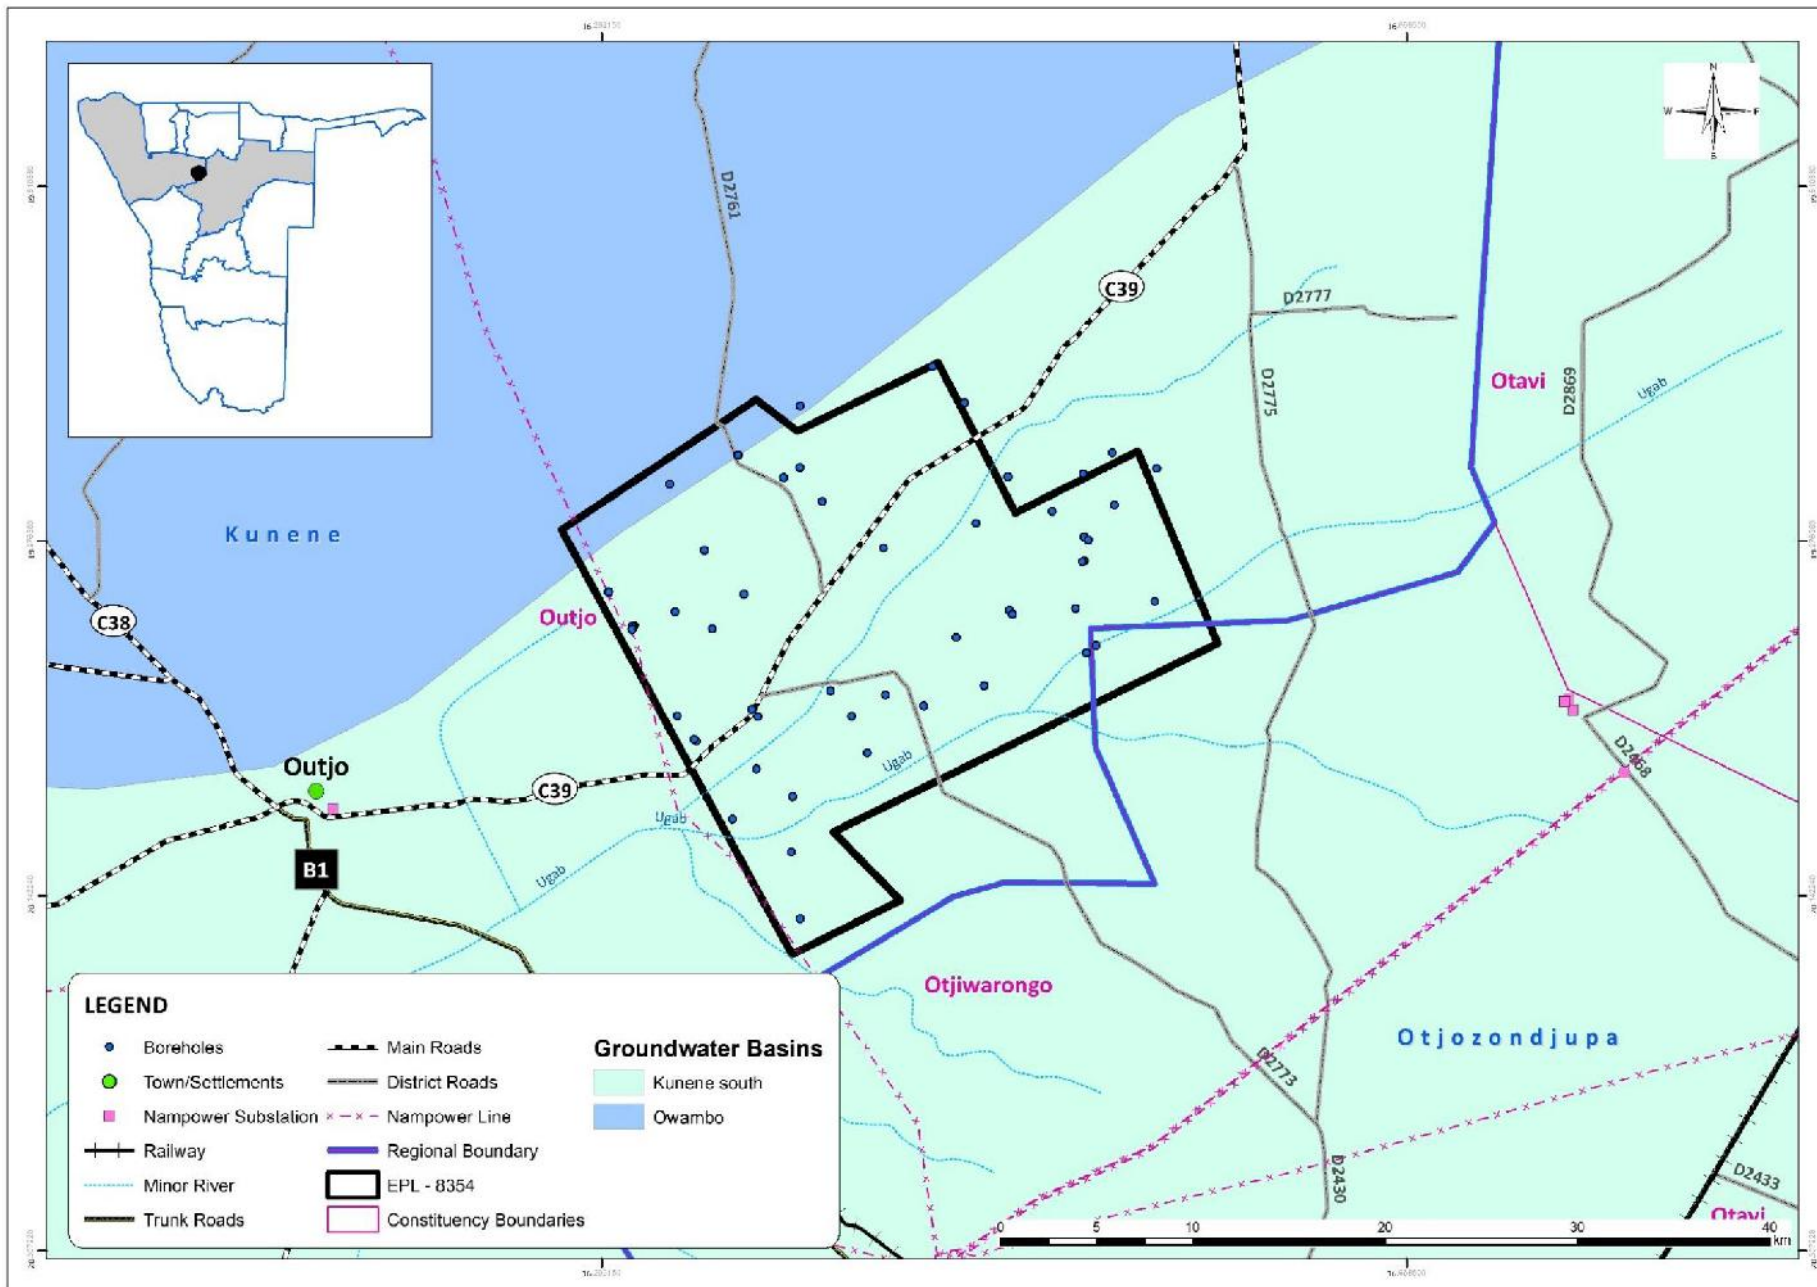 N
W
S
D2761
C39
D2777
D2775
Otavi
D2869
Ugab
Kunene
C38
Outjo
Outjo
C39
Ugab
Ugab
Ugab
B1
D2468
Otjiwarongo
Otjozondjupa
D2773
D2430
D2433
Otavi
LEGEND
Boreholes
Town/Settlements
Nampower Substation
Railway
Minor River
Trunk Roads
Main Roads
District Roads
Nampower Line
Regional Boundary
EPL - 8354
Constituency Boundaries
Groundwater Basins
Kunene south
Owambo
0 5 10 20 30 40
km